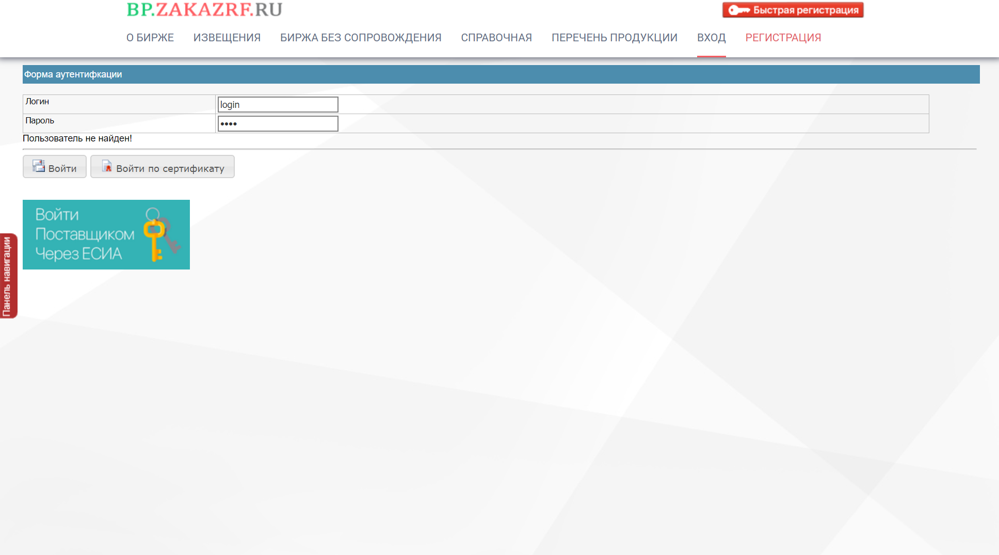 BP.ZAKAZRF.RU
Быстрая регистрация
О БИРЖЕ ИЗВЕЩЕНИЯ БИРЖА БЕЗ СОПРОВОЖДЕНИЯ СПРАВОЧНАЯ ПЕРЕЧЕНЬ ПРОДУКЦИИ ВХОД РЕГИСТРАЦИЯ
Форма аутентифкации
Логин login
Пароль ••••
Пользователь не найден!
Войти Войти по сертификату
Войти
Поставщиком
Через ЕСИА
Панель навигации